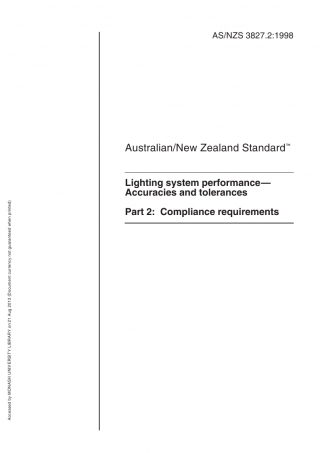 AS/NZS 3827.2:1998
Australian/New Zealand Standard™
Lighting system performance—
Accuracies and tolerances
Part 2: Compliance requirements
Accessed by MONASH UNIVERSITY LIBRARY on 21 Aug 2013 (Document currency not guaranteed when printed)